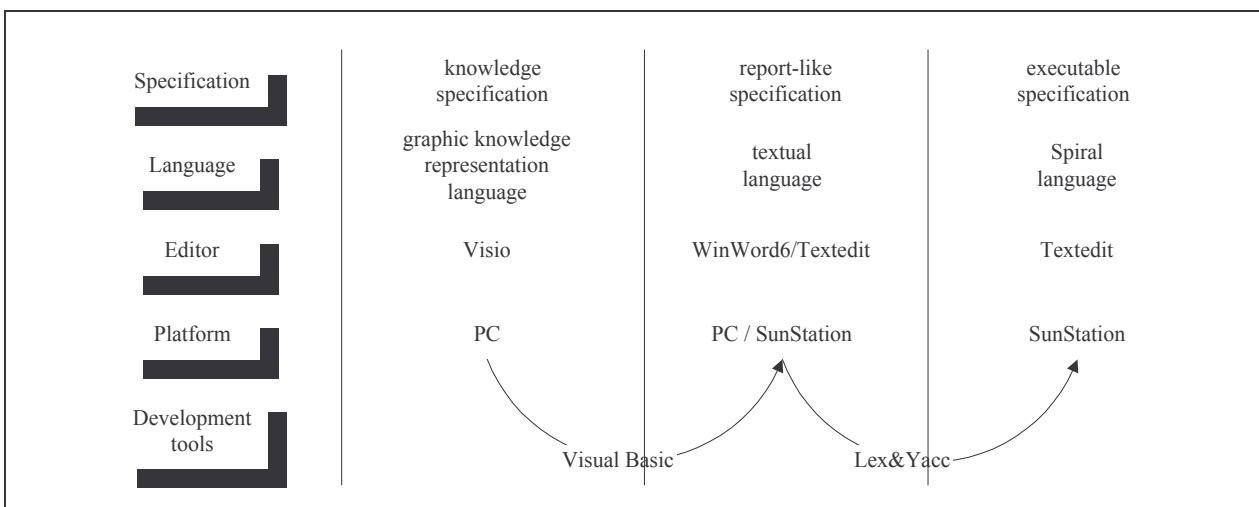 Specification
knowledge
specification
report-like
specification
executable
specification
Language
graphic knowledge
representation
language
textual
language
Spiral
language
Editor
Visio
WinWord6/Textedit
Textedit
Platform
PC
PC / SunStation
SunStation
Development
tools
Visual Basic
Lex&Yacc